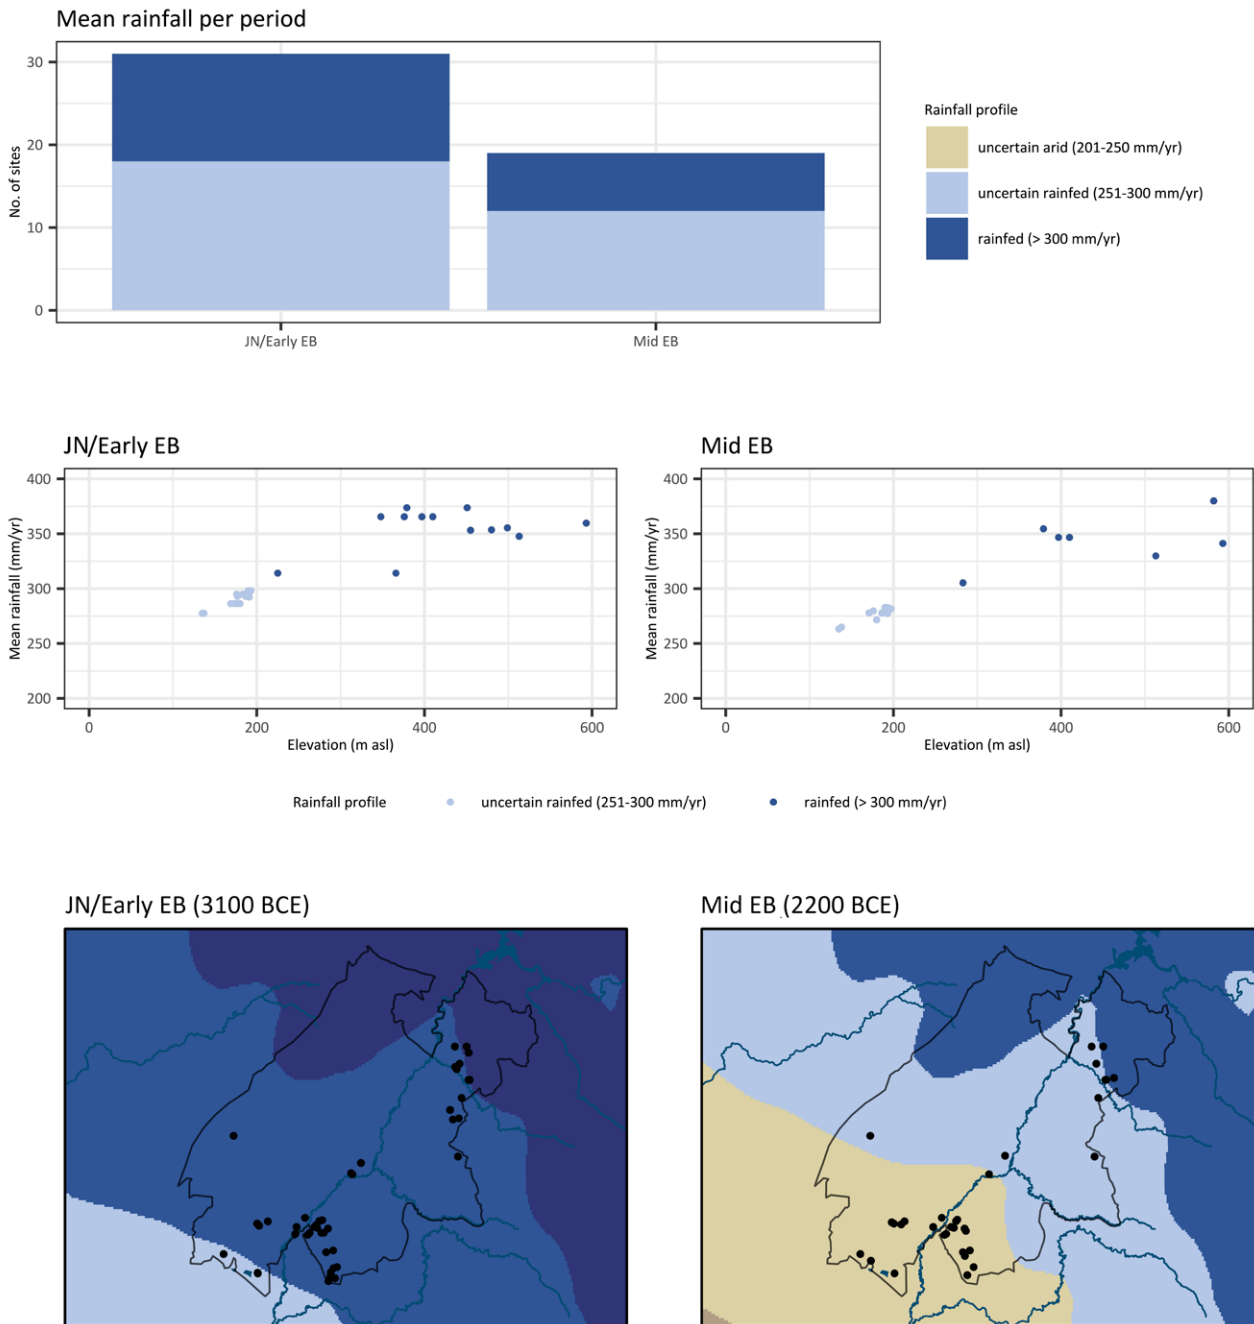 Mean rainfall per period
30
20
10
0
No. of sites
JN/Early EB
Mid EB
Rainfall profile
uncertain arid (201-250 mm/yr)
uncertain rainfed (251-300 mm/yr)
rainfed (> 300 mm/yr)
JN/Early EB
400
350
300
250
200
Mean rainfall (mm/yr)
0
200
400
600
Elevation (m asl)
Mid EB
400
350
300
250
200
Mean rainfall (mm/yr)
0
200
400
600
Elevation (m asl)
Rainfall profile
uncertain rainfed (251-300 mm/yr)
rainfed (> 300 mm/yr)
JN/Early EB (3100 BCE)
Mid EB (2200 BCE)